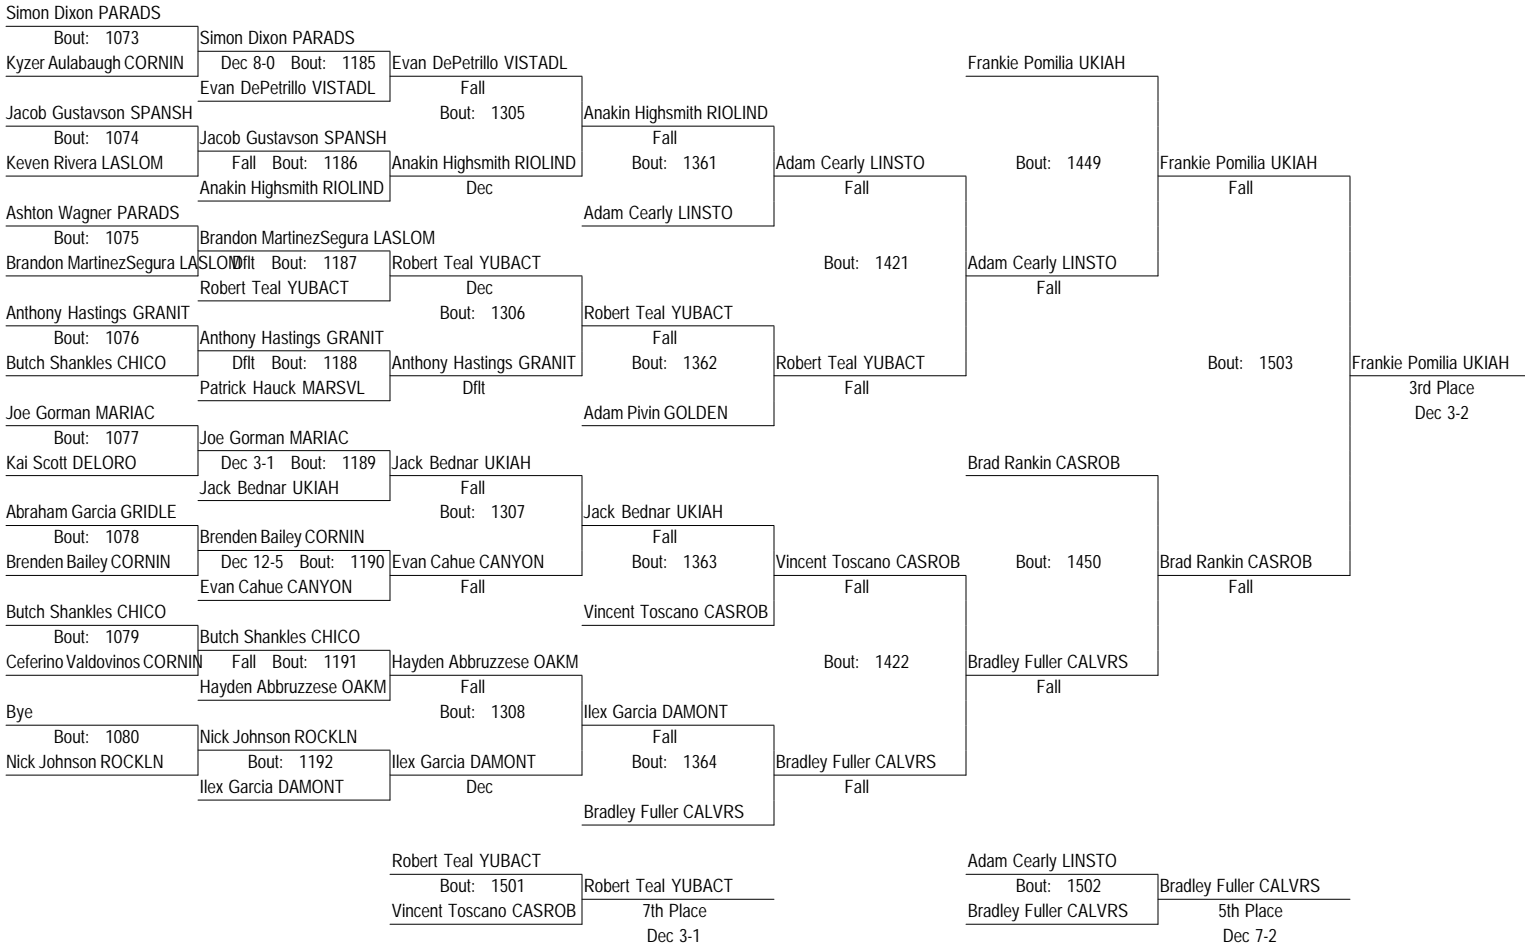 Simon Dixon PARADS
Bout: 1073
Kyzer Aulabaugh CORNIN
Jacob Gustavson SPANSH
Bout: 1074
Keven Rivera LASLOM
Ashton Wagner PARADS
Bout: 1075
Brandon MartinezSegura LASLOM
Anthony Hastings GRANIT
Bout: 1076
Butch Shankles CHICO
Joe Gorman MARIAC
Bout: 1077
Kai Scott DELORO
Abraham Garcia GRIDLE
Bout: 1078
Brenden Bailey CORNIN
Butch Shankles CHICO
Bout: 1079
Ceferino Valdovinos CORNIN
Bye
Bout: 1080
Nick Johnson ROCKLN
Simon Dixon PARADS
Dec 8-0 Bout: 1185
Evan DePetrillo VISTADL
Jacob Gustavson SPANSH
Fall Bout: 1186
Anakin Highsmith RIOLIND
Brandon MartinezSegura LASLOM
Dflt Bout: 1187
Robert Teal YUBACT
Anthony Hastings GRANIT
Dflt Bout: 1188
Patrick Hauck MARSVL
Joe Gorman MARIAC
Dec 3-1 Bout: 1189
Jack Bednar UKIAH
Brenden Bailey CORNIN
Dec 12-5 Bout: 1190
Evan Cahue CANYON
Butch Shankles CHICO
Fall Bout: 1191
Hayden Abbruzzese OAKM
Nick Johnson ROCKLN
Bout: 1192
Ilex Garcia DAMONT
Evan DePetrillo VISTADL
Fall
Bout: 1305
Anakin Highsmith RIOLIND
Dec
Robert Teal YUBACT
Dec
Bout: 1306
Anthony Hastings GRANIT
Dflt
Jack Bednar UKIAH
Fall
Bout: 1307
Evan Cahue CANYON
Fall
Hayden Abbruzzese OAKM
Fall
Bout: 1308
Ilex Garcia DAMONT
Dec
Anakin Highsmith RIOLIND
Fall
Bout: 1361
Adam Cearly LINSTO
Robert Teal YUBACT
Fall
Bout: 1362
Adam Pivin GOLDEN
Jack Bednar UKIAH
Fall
Bout: 1363
Vincent Toscano CASROB
Ilex Garcia DAMONT
Fall
Bout: 1364
Bradley Fuller CALVRS
Adam Cearly LINSTO
Fall
Bout: 1421
Robert Teal YUBACT
Fall
Vincent Toscano CASROB
Fall
Bout: 1422
Bradley Fuller CALVRS
Fall
Frankie Pomilia UKIAH
Bout: 1449
Adam Cearly LINSTO
Fall
Brad Rankin CASROB
Bout: 1450
Bradley Fuller CALVRS
Fall
Frankie Pomilia UKIAH
Fall
Bout: 1503
Brad Rankin CASROB
Fall
Frankie Pomilia UKIAH
3rd Place
Dec 3-2
Robert Teal YUBACT
Bout: 1501
Vincent Toscano CASROB
Robert Teal YUBACT
7th Place
Dec 3-1
Adam Cearly LINSTO
Bout: 1502
Bradley Fuller CALVRS
Bradley Fuller CALVRS
5th Place
Dec 7-2